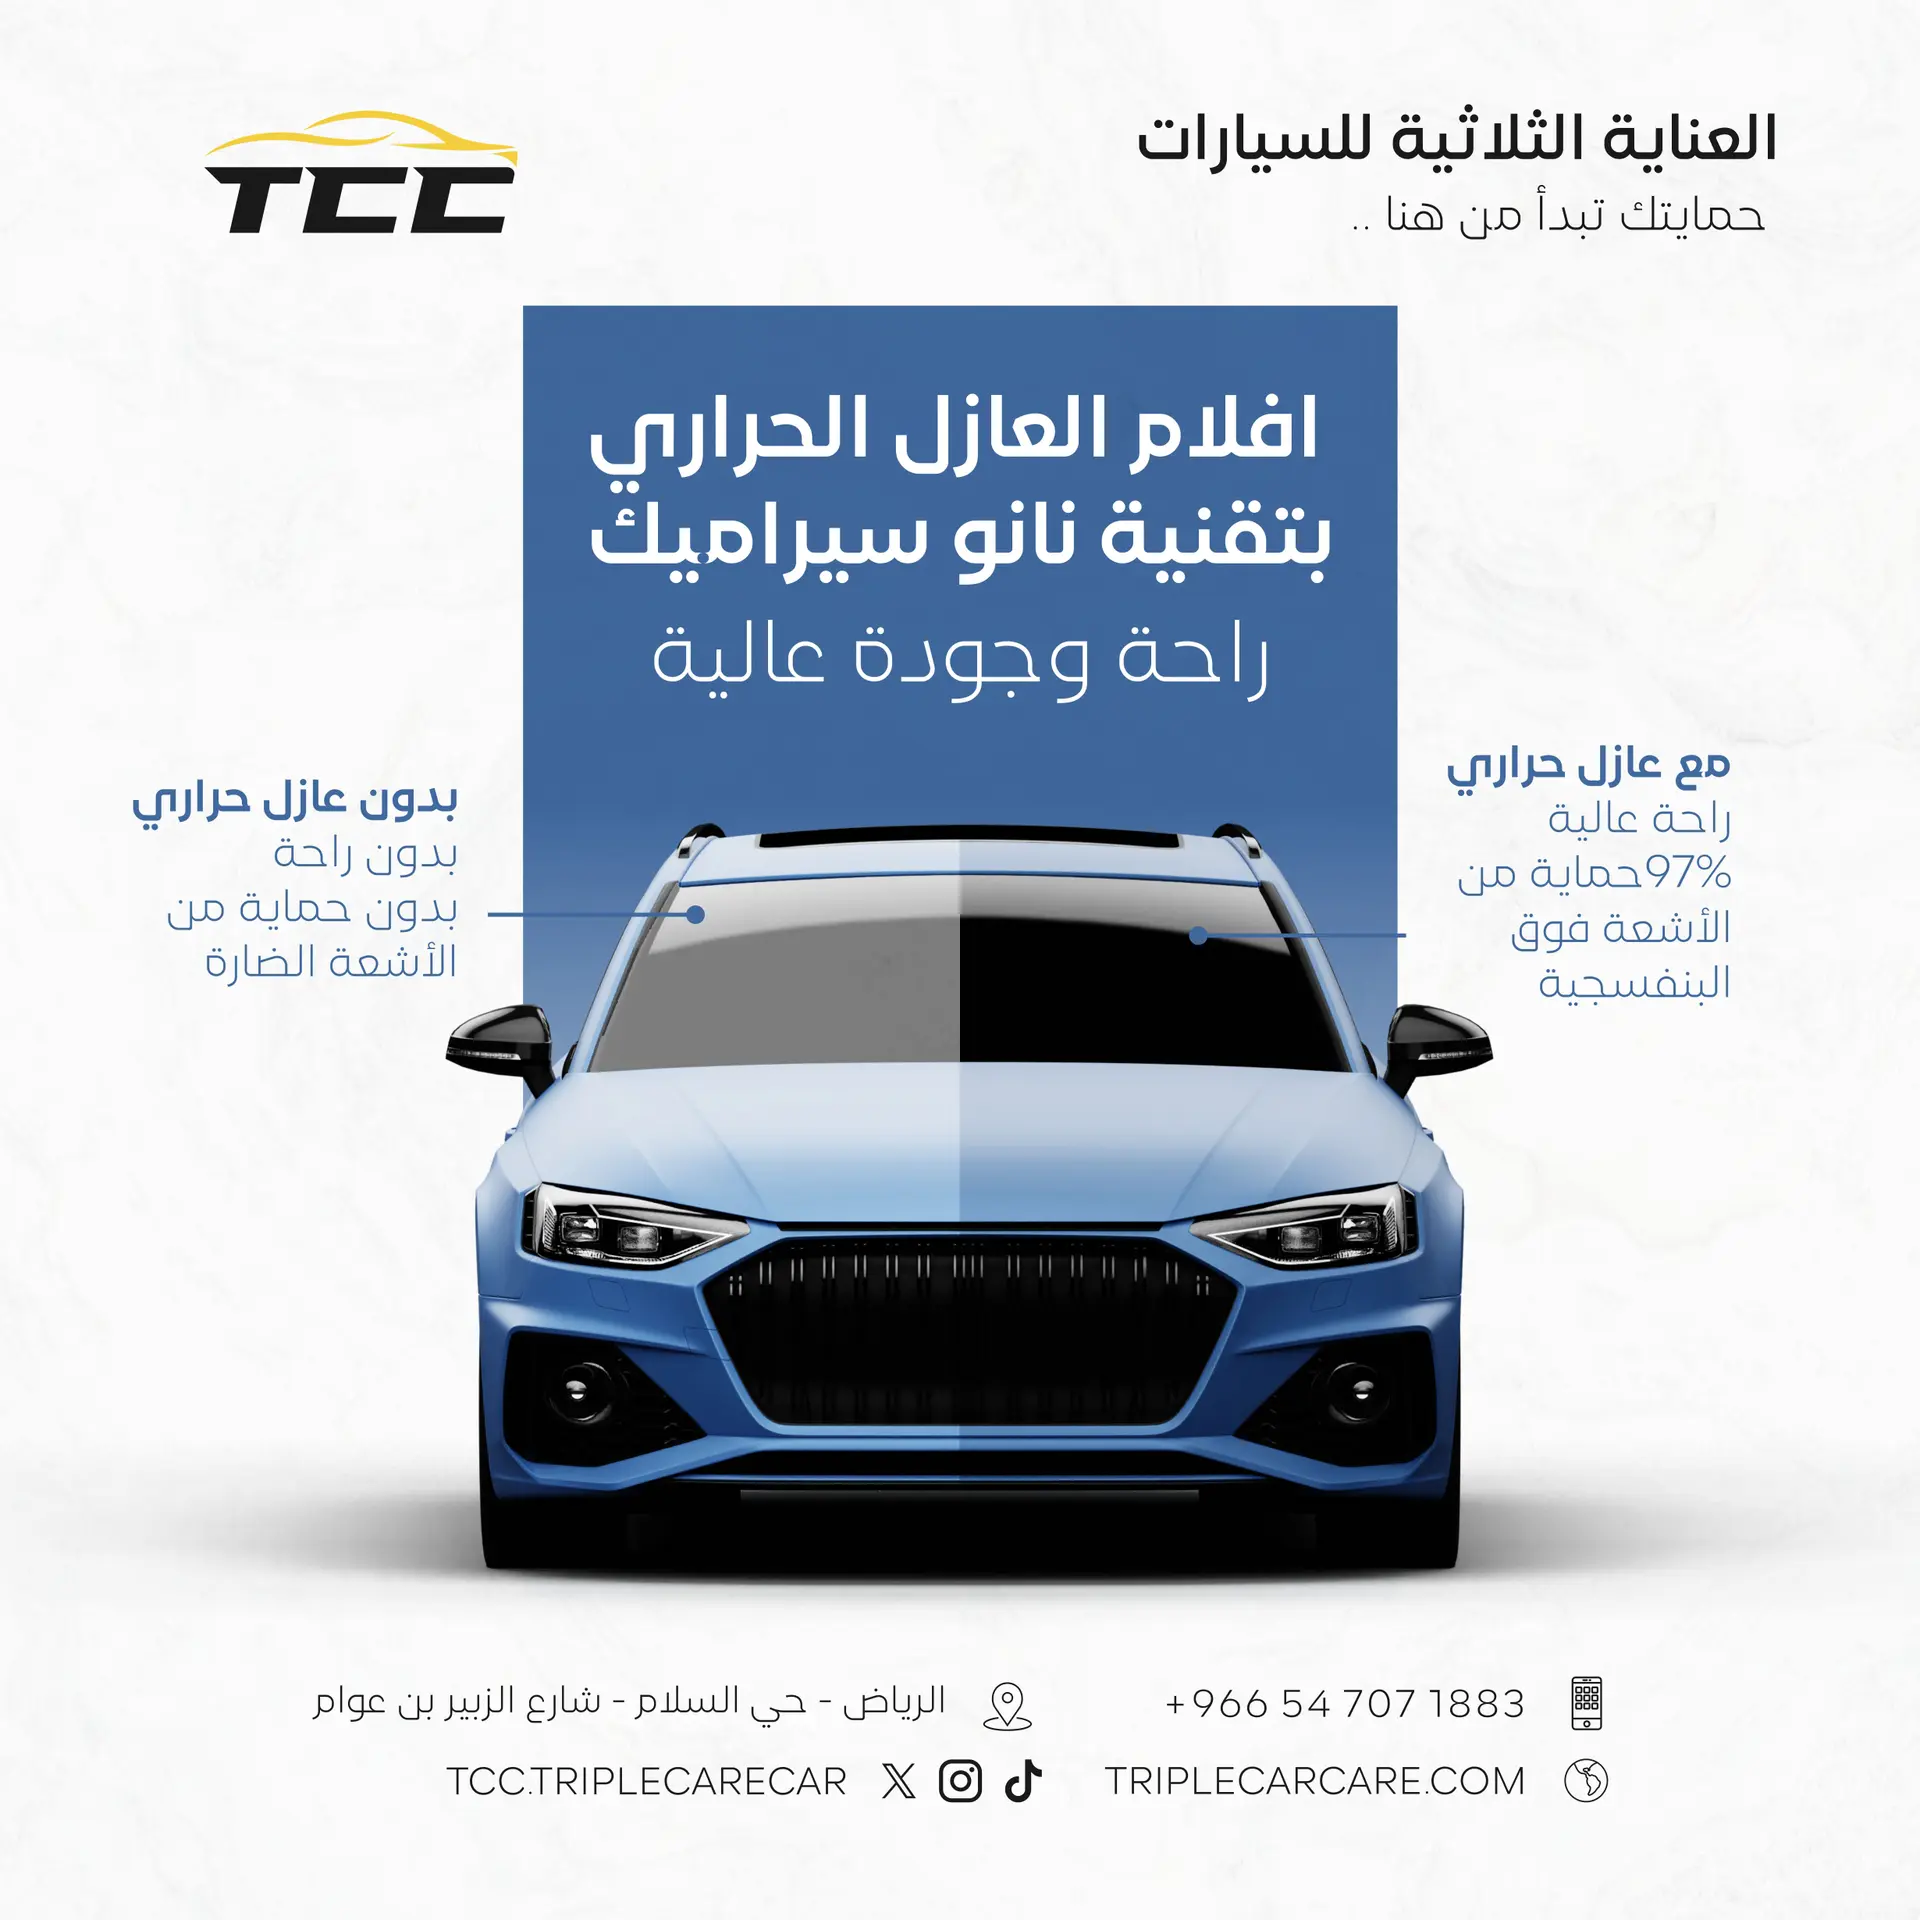 TCC
العناية الثلاثية للسيارات
حمايتك تبدأ من هنا ..
افلام العازل الحراري
بتقنية نانو سيراميك
راحة وجودة عالية
مع عازل حراري
راحة عالية
97%حماية من
الأشعة فوق
البنفسجية
بدون عازل حراري
بدون راحة
بدون حماية من
الأشعة الضارة
+966 54 707 1883
الرياض - حي السلام - شارع الزبير بن عوام
TRIPLECARCARE.COM
TCC.TRIPLECARECAR